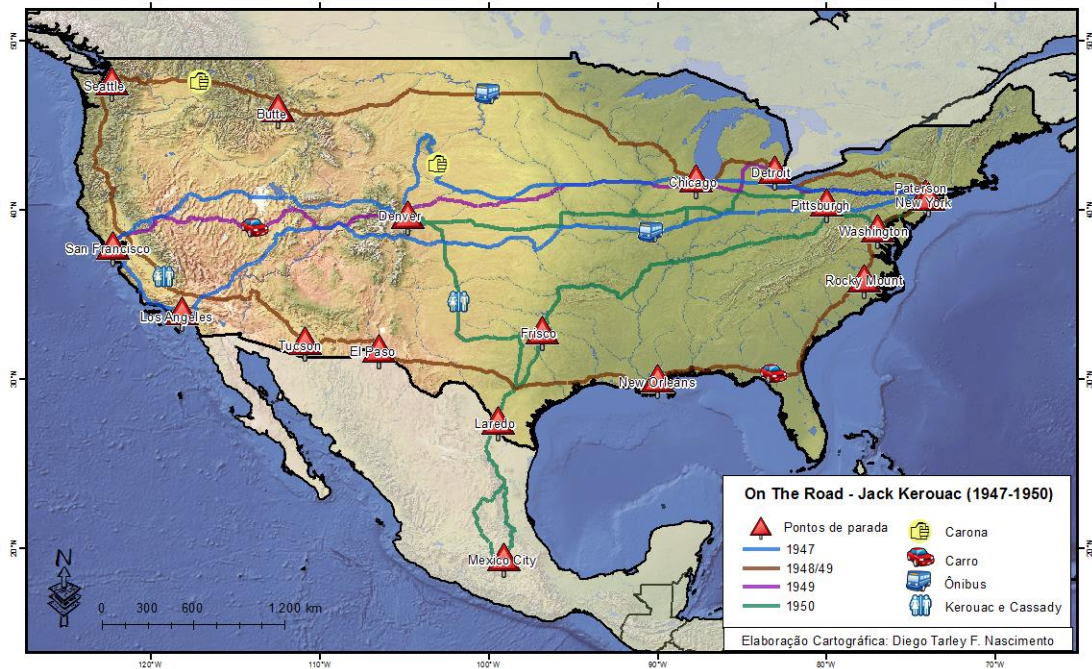 Seattle
Butte
Chicago
Detroit
Paterson
New York
Pittsburgh
Denver
Washington
San Francisco
Rocky Mount
Los Angeles
Frisco
Tucson
El Paso
New Orleans
Laredo
Mexico City
On The Road - Jack Kerouac (1947-1950)
Pontos de parada
1947
1948/49
1949
1950
Carona
Carro
Ônibus
Kerouac e Cassady
Elaboração Cartográfica: Diego Tarley F. Nascimento
N
0 300 600 1.200 km
120°W 110°W 100°W 90°W 80°W 70°W